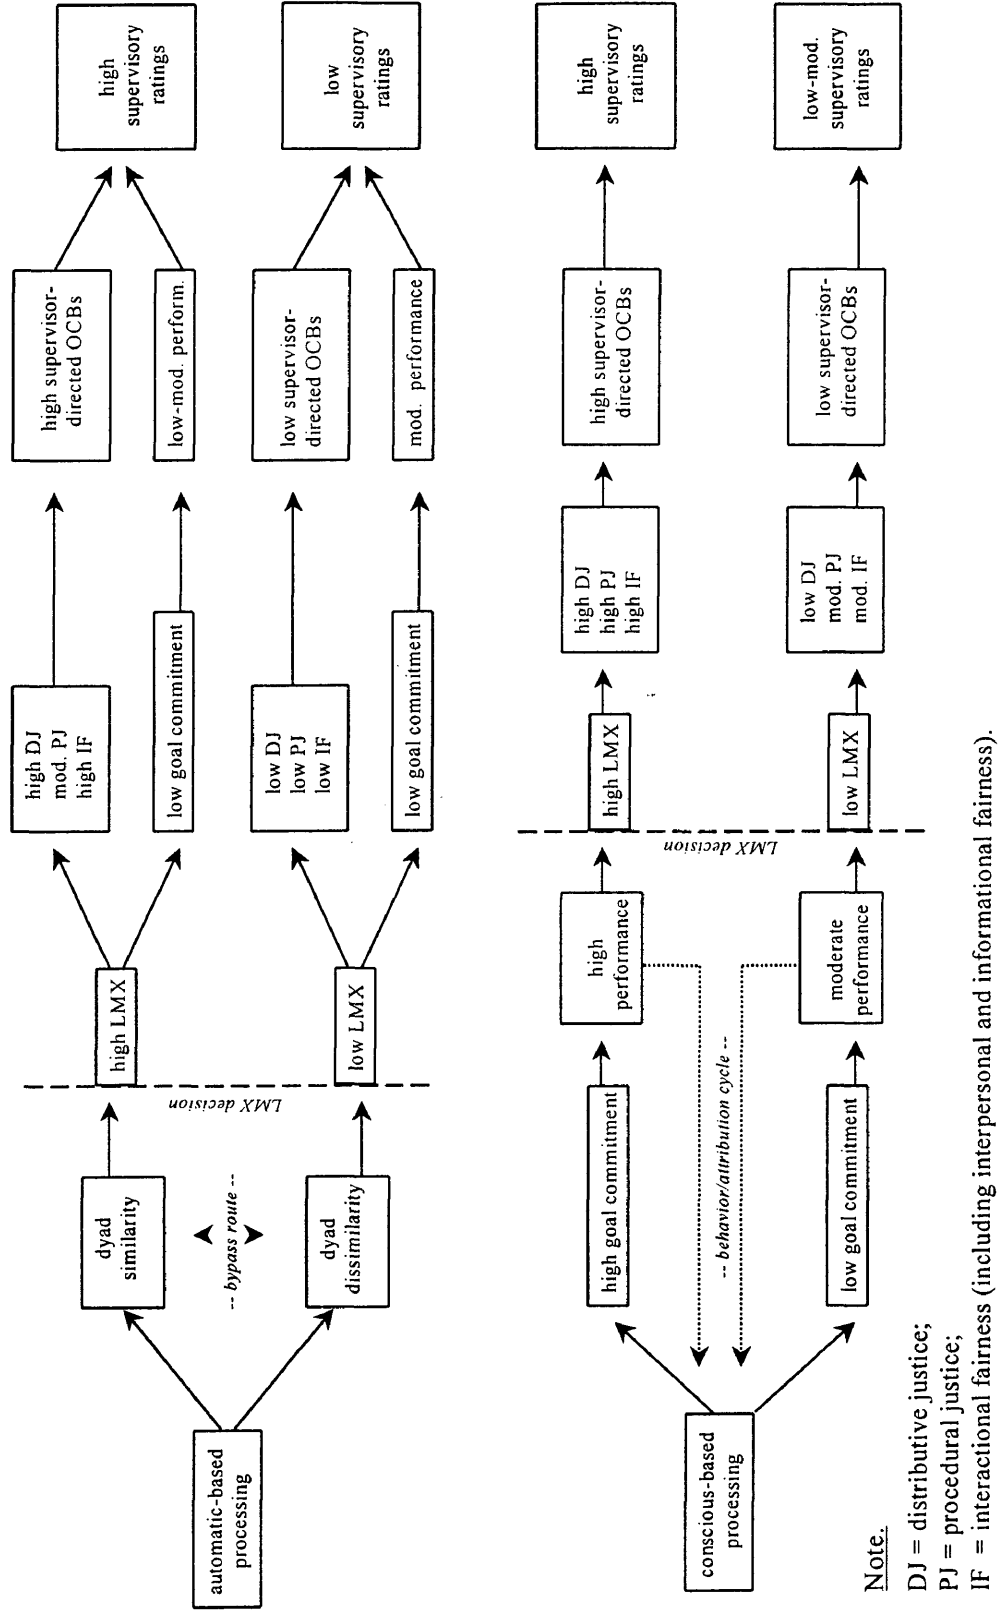 automatic-based
processing
dyad
similarity
-- bypass route --
dyad
dissimilarity
LMX decision
high LMX
low LMX
high DJ
mod. PJ
high IF
low goal commitment
low DJ
low PJ
low IF
low goal commitment
high supervisor-
directed OCBs
low-mod. perform.
low supervisor-
directed OCBs
mod. performance
high
supervisory
ratings
low
supervisory
ratings
conscious-based
processing
high goal commitment
-- behavior/attribution cycle --
low goal commitment
high
performance
moderate
performance
LMX decision
high LMX
low LMX
high DJ
high PJ
high IF
low DJ
mod. PJ
mod. IF
high supervisor-
directed OCBs
low supervisor-
directed OCBs
high
supervisory
ratings
low-mod.
supervisory
ratings
Note.
DJ = distributive justice;
PJ = procedural justice;
IF = interactional fairness (including interpersonal and informational fairness).